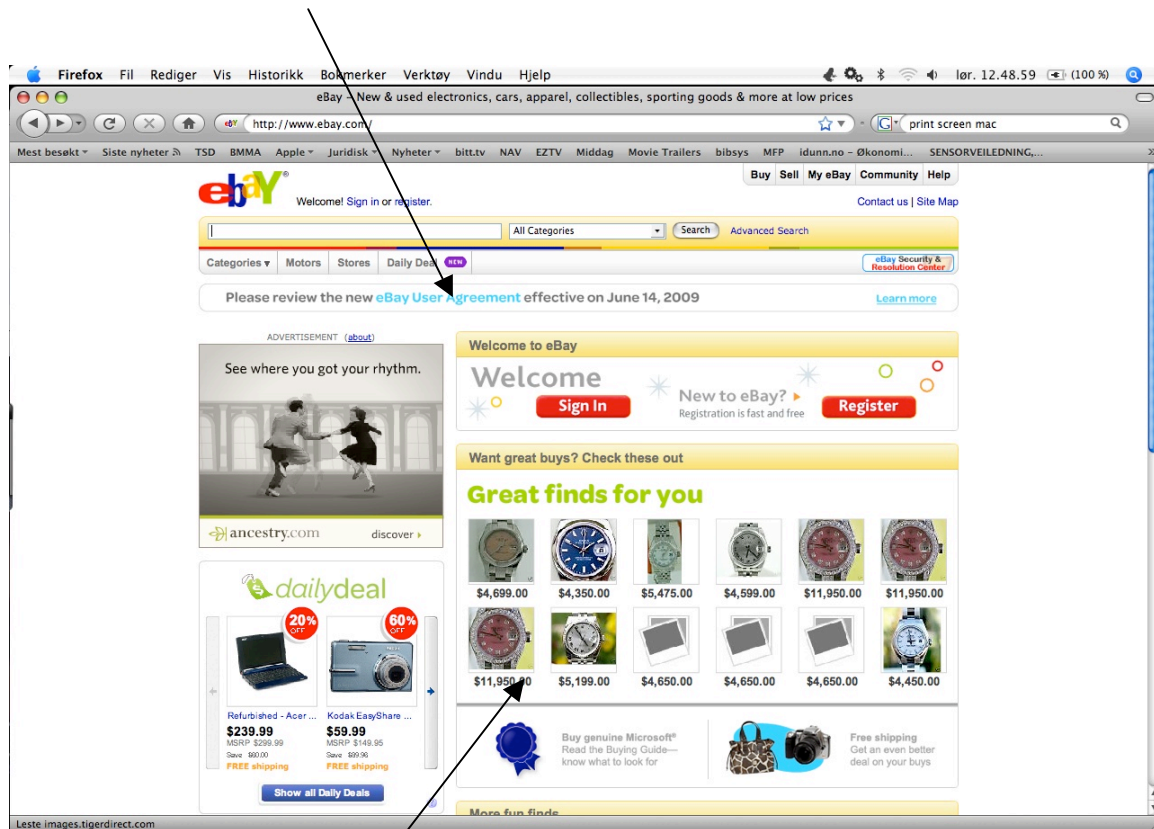 Firefox Fil Rediger Vis Historikk Bokmerker Verktøy Vindu Hjelp lør. 12.48.59 (100 %)
eBay – New & used electronics, cars, apparel, collectibles, sporting goods & more at low prices
http://www.ebay.com/ print screen mac
Mest besøkt Siste nyheter TSD BMMA Apple Juridisk Nyheter bitt.tv NAV EZTV Middag Movie Trailers bibsys MFP idunn.no – Økonomi... SENSORVEILEDNING,...
ebaY® Buy Sell My eBay Community Help
Welcome! Sign in or register. Contact us | Site Map
All Categories Search Advanced Search
Categories Motors Stores Daily Deal NEW eBay Security & Resolution Center
Please review the new eBay User Agreement effective on June 14, 2009 Learn more
ADVERTISEMENT (about)
See where you got your rhythm.
ancestry.com discover
Welcome to eBay
Welcome
Sign In
New to eBay?
Registration is fast and free
Register
Want great buys? Check these out
Great finds for you
$4,699.00 $4,350.00 $5,475.00 $4,599.00 $11,950.00 $11,950.00
$11,950.00 $5,199.00 $4,650.00 $4,650.00 $4,650.00 $4,450.00
dailydeal
20% OFF 60% OFF
Refurbished - Acer ... Kodak EasyShare ...
$239.99 $59.99
MSRP $299.99 MSRP $149.95
Save $60.00 Save $89.96
FREE shipping FREE shipping
Show all Daily Deals
Buy genuine Microsoft®
Read the Buying Guide—
know what to look for
Free shipping
Get an even better
deal on your buys
More fun finds
Leste images.tigerdirect.com